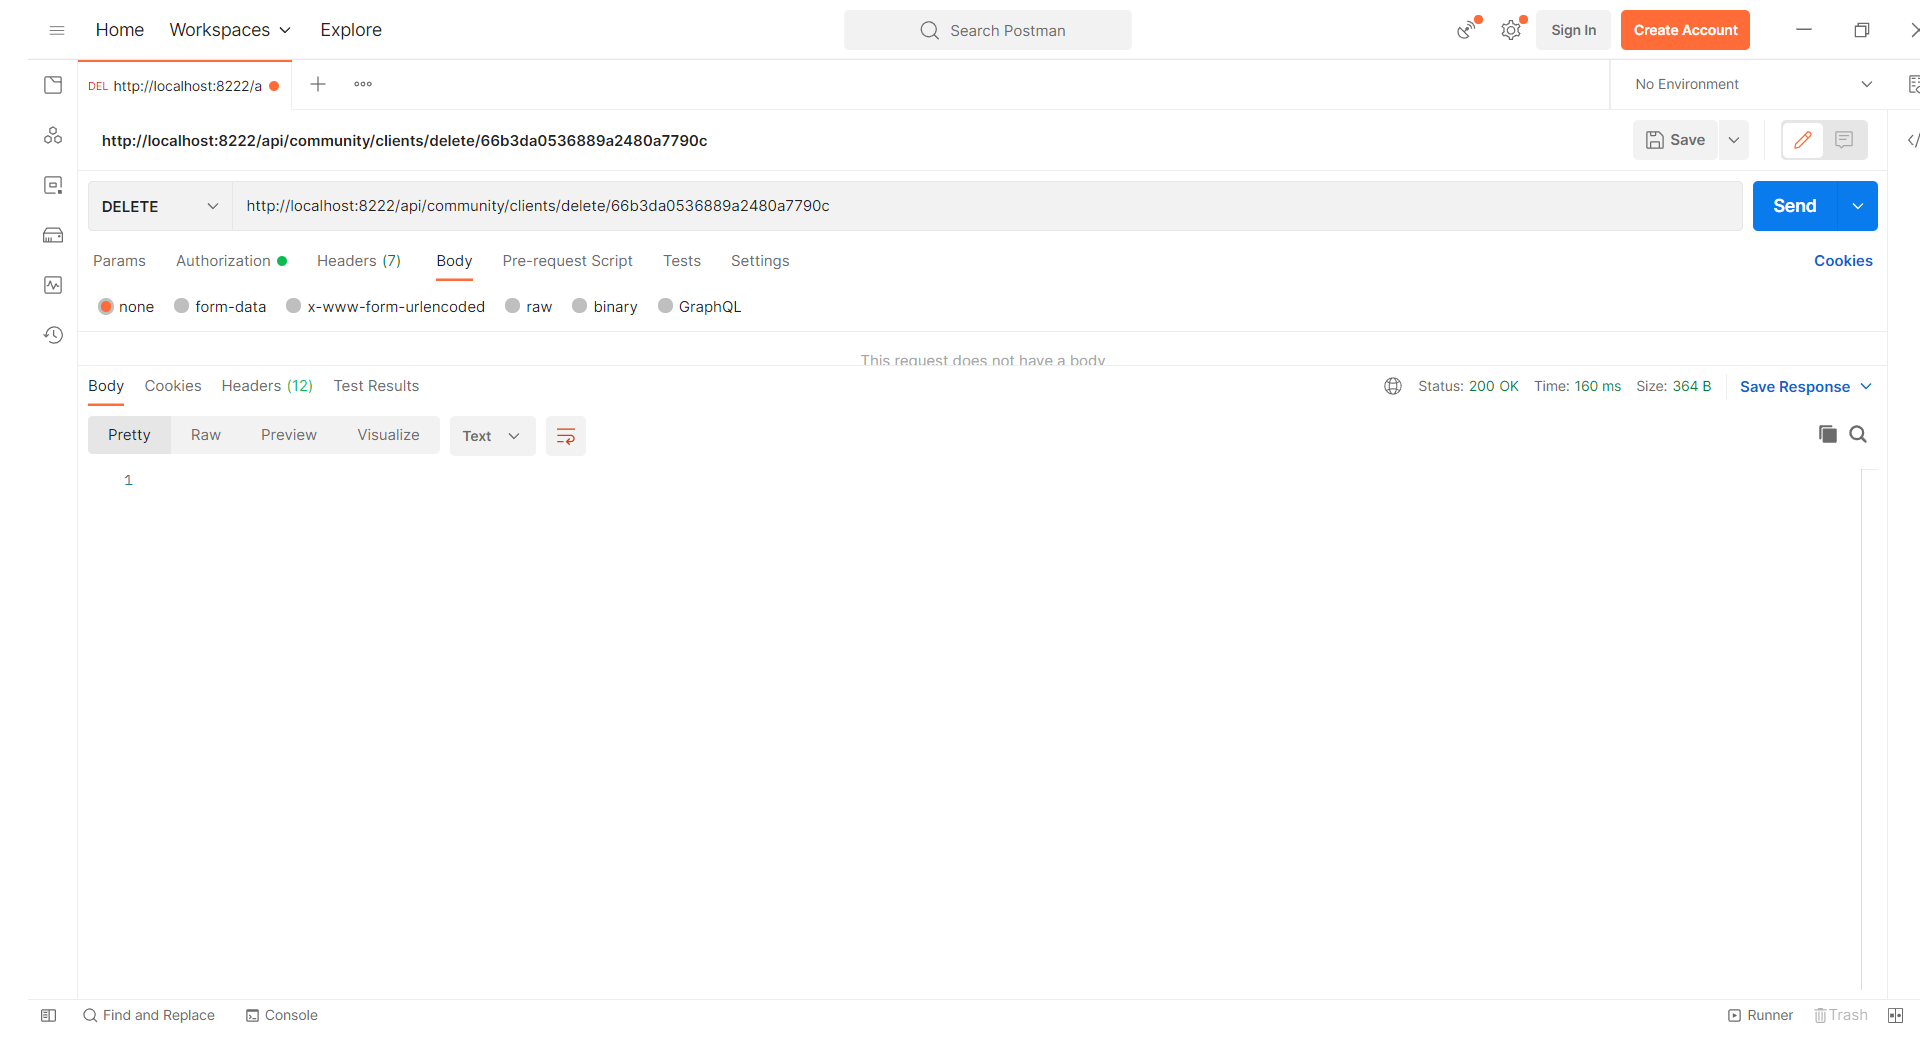 Home Workspaces Explore Search Postman Sign In Create Account
DEL http://localhost:8222/a No Environment
http://localhost:8222/api/community/clients/delete/66b3da0536889a2480a7790c Save
DELETE http://localhost:8222/api/community/clients/delete/66b3da0536889a2480a7790c Send
Params Authorization Headers (7) Body Pre-request Script Tests Settings Cookies
none form-data x-www-form-urlencoded raw binary GraphQL
This request does not have a body
Body Cookies Headers (12) Test Results Status: 200 OK Time: 160 ms Size: 364 B Save Response
Pretty Raw Preview Visualize Text
1
Find and Replace Console Runner Trash